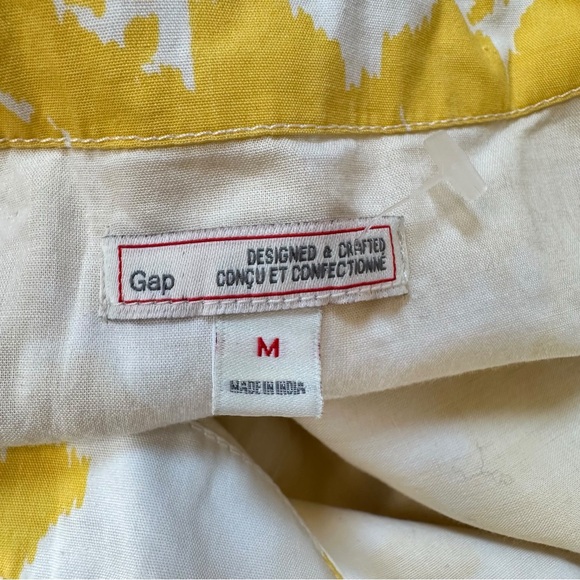 Gap
DESIGNED & CRAFTED
CONÇU ET CONFECTIONNÉ
M
MADE IN INDIA